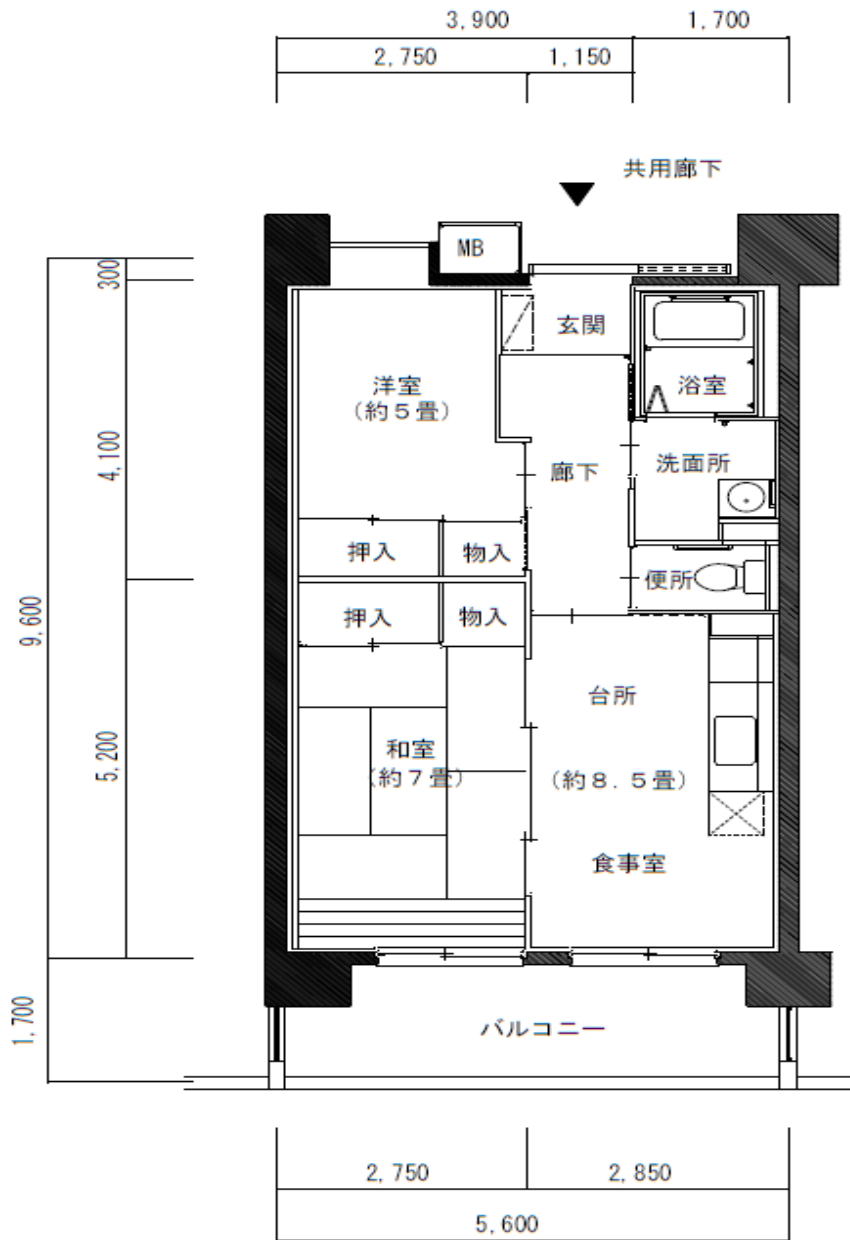 3,900
1,700
2,750
1,150
共用廊下
MB
300
玄関
洋室
(約5畳)
浴室
4,100
廊下
洗面所
押入
物入
便所
9,600
押入
物入
台所
5,200
和室
(約7畳)
(約8.5畳)
食事室
1,700
バルコニー
2,750
2,850
5,600